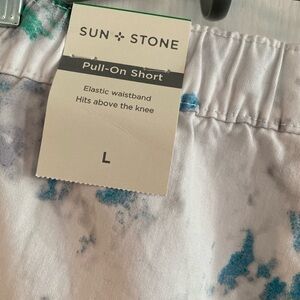 SUN + STONE
Pull-On Short
Elastic waistband
Hits above the knee
L